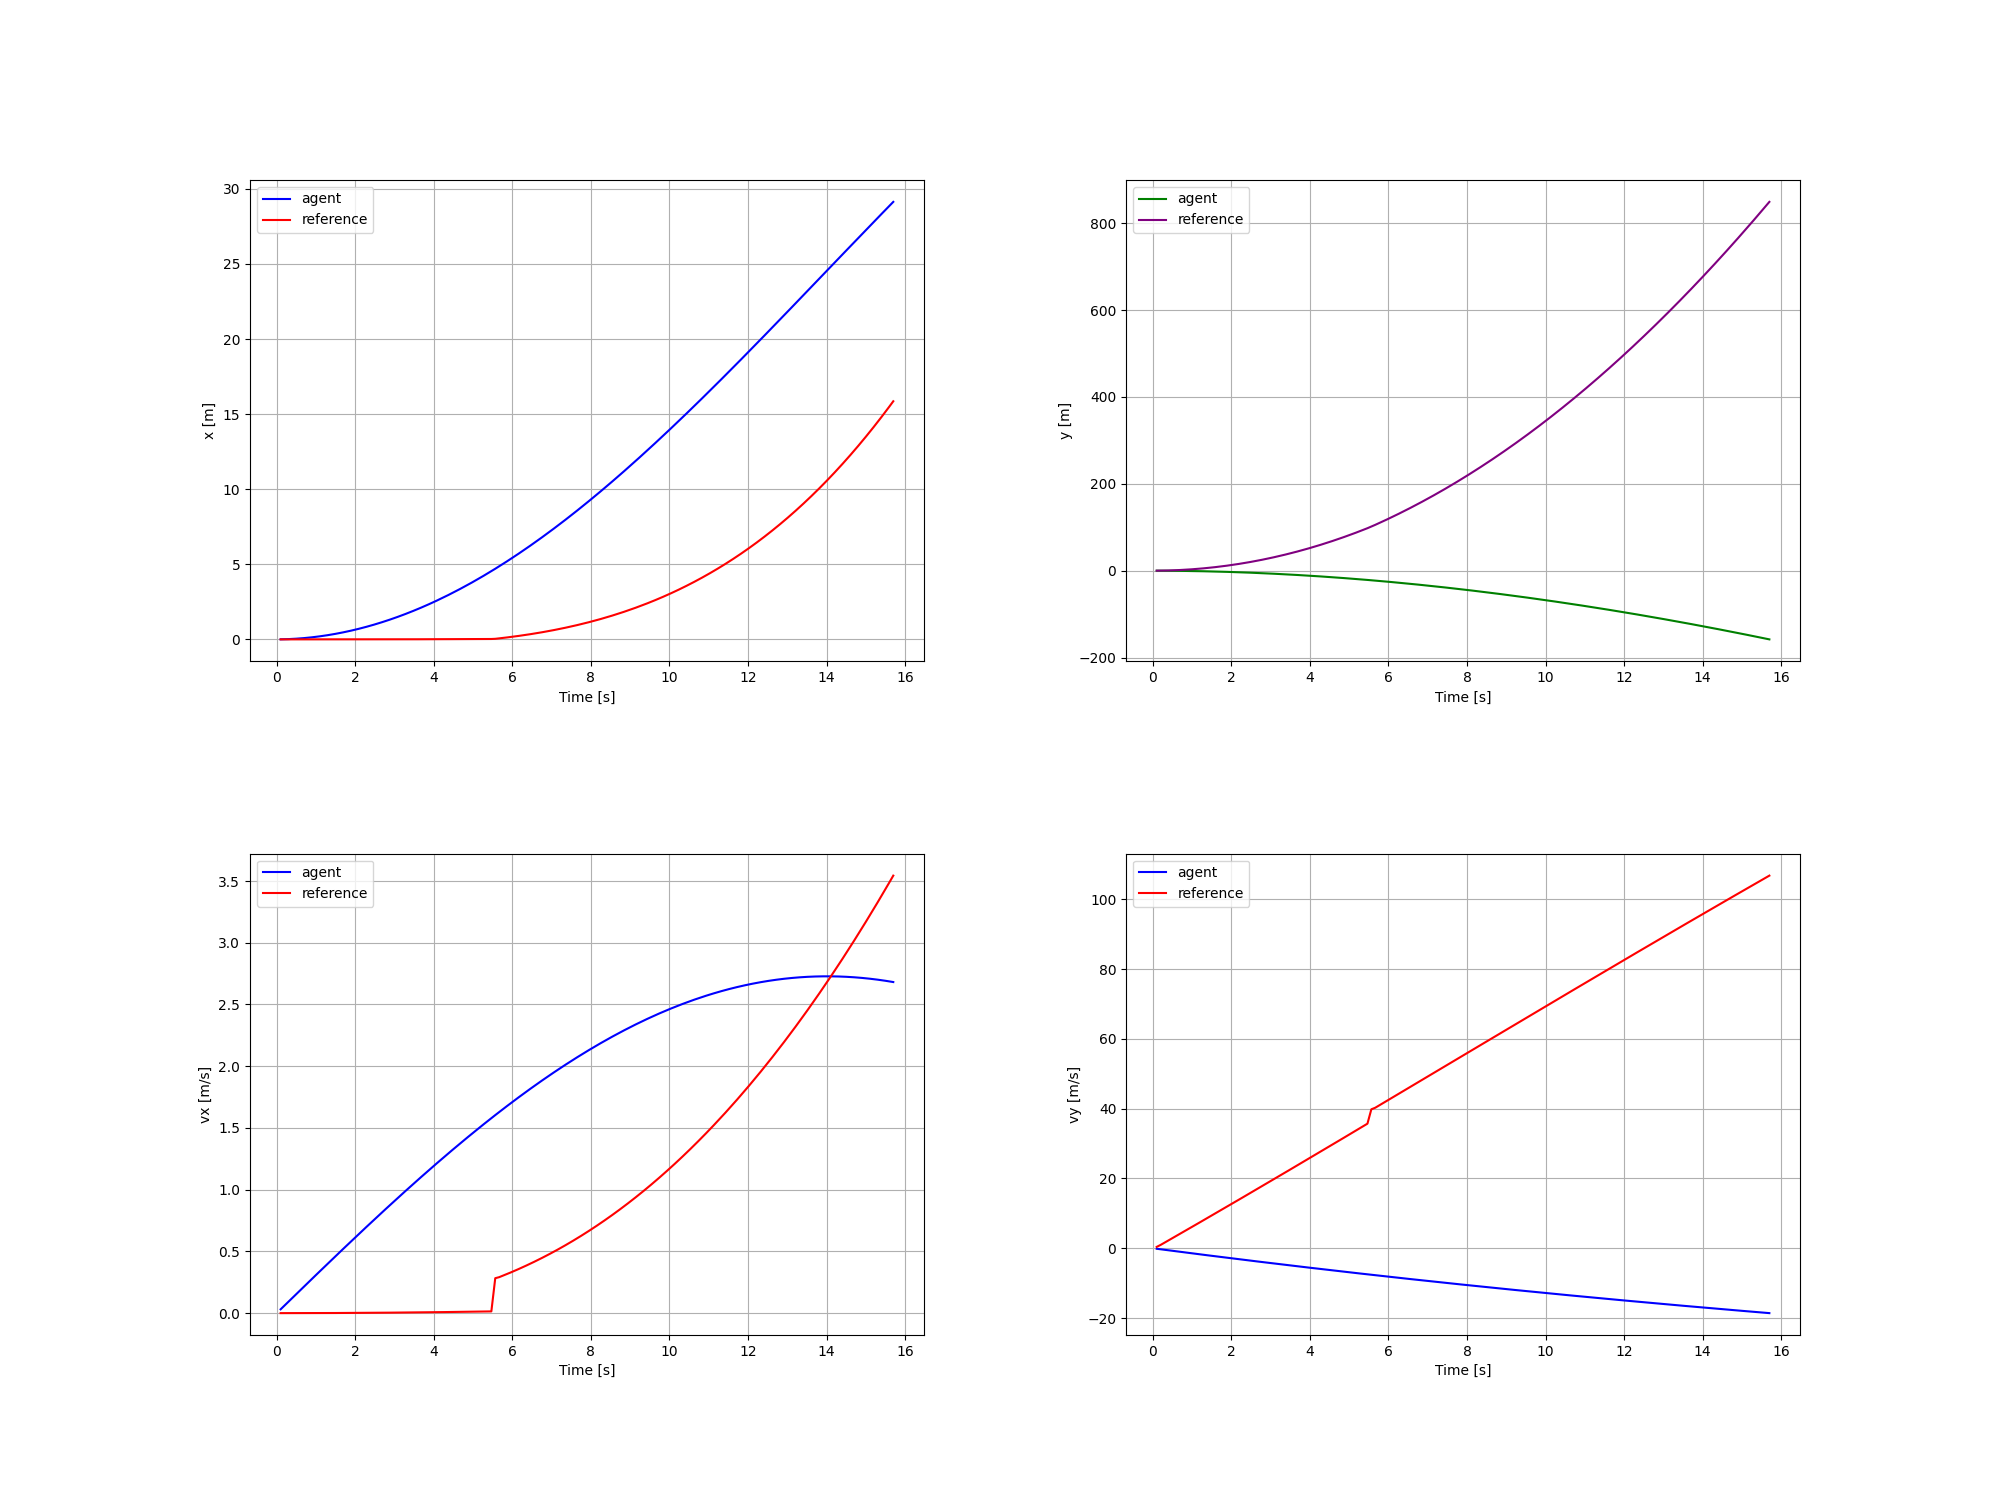 agent
reference
30
25
20
15
10
5
0
x [m]
0 2 4 6 8 10 12 14 16
Time [s]
agent
reference
800
600
400
200
0
−200
y [m]
0 2 4 6 8 10 12 14 16
Time [s]
agent
reference
3.5
3.0
2.5
2.0
1.5
1.0
0.5
0.0
vx [m/s]
0 2 4 6 8 10 12 14 16
Time [s]
agent
reference
100
80
60
40
20
0
−20
vy [m/s]
0 2 4 6 8 10 12 14 16
Time [s]